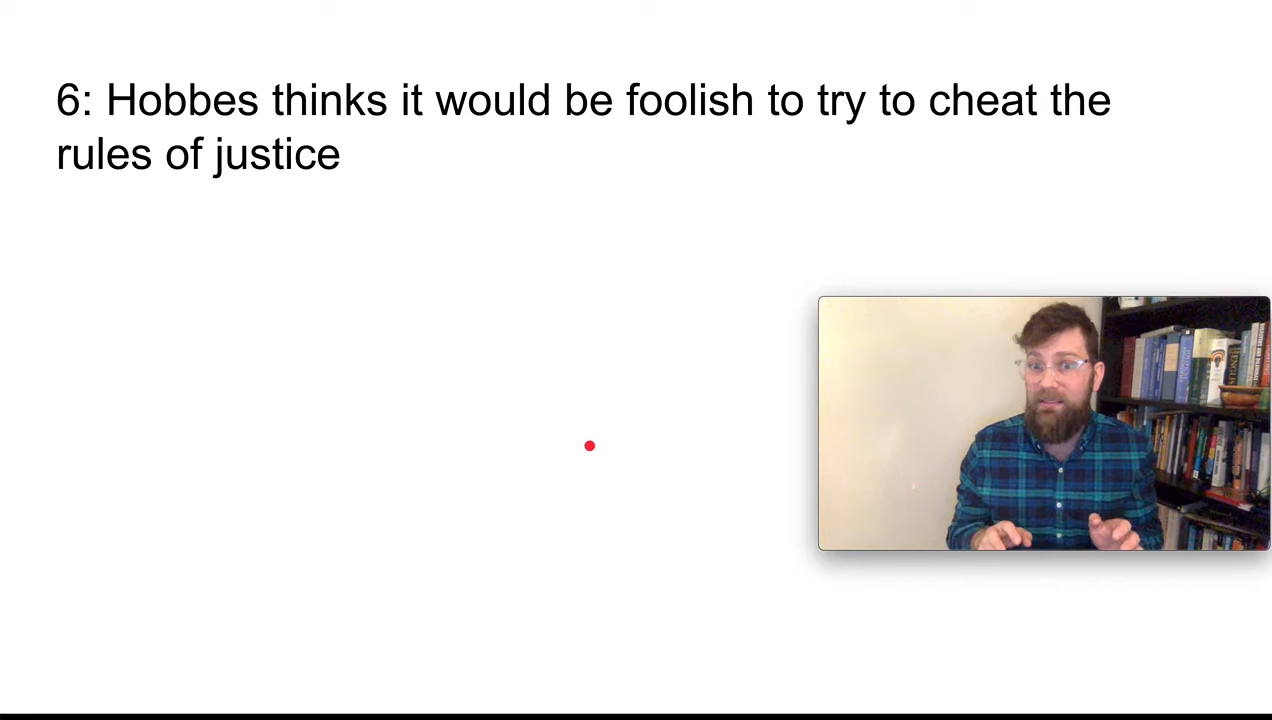 6: Hobbes thinks it would be foolish to try to cheat the
rules of justice